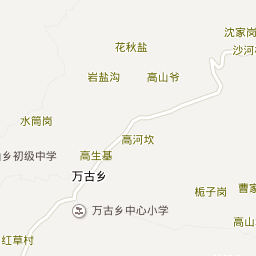 沈家岗
花秋盐
沙河
岩盐沟
高山爷
水筒岗
高河坎
乡初级中学
高生基
万古乡
栀子岗
曹家
万古乡中心小学
高山
红草村